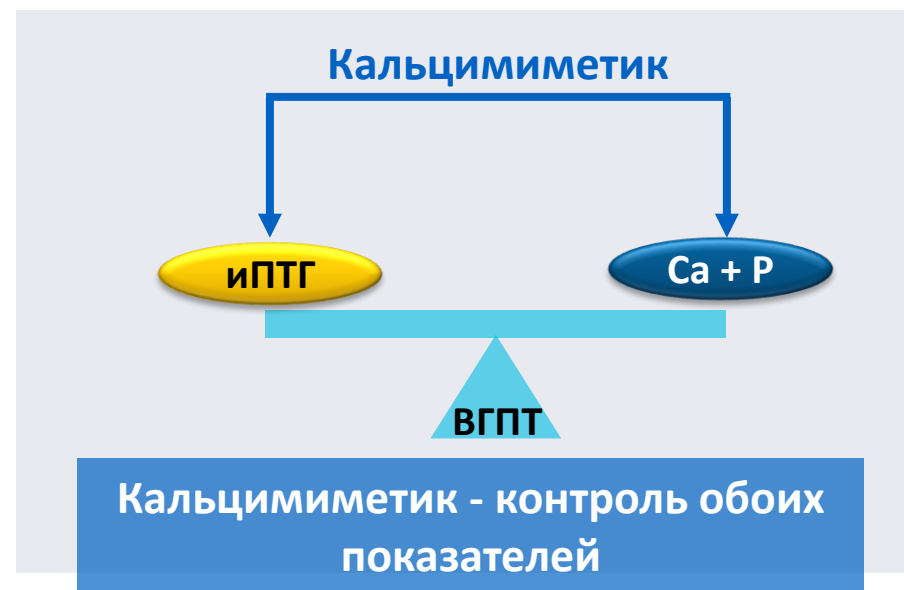 Кальцимиметик
иПТГ
Ca + P
ВГПТ
Кальцимиметик - контроль обоих
показателей